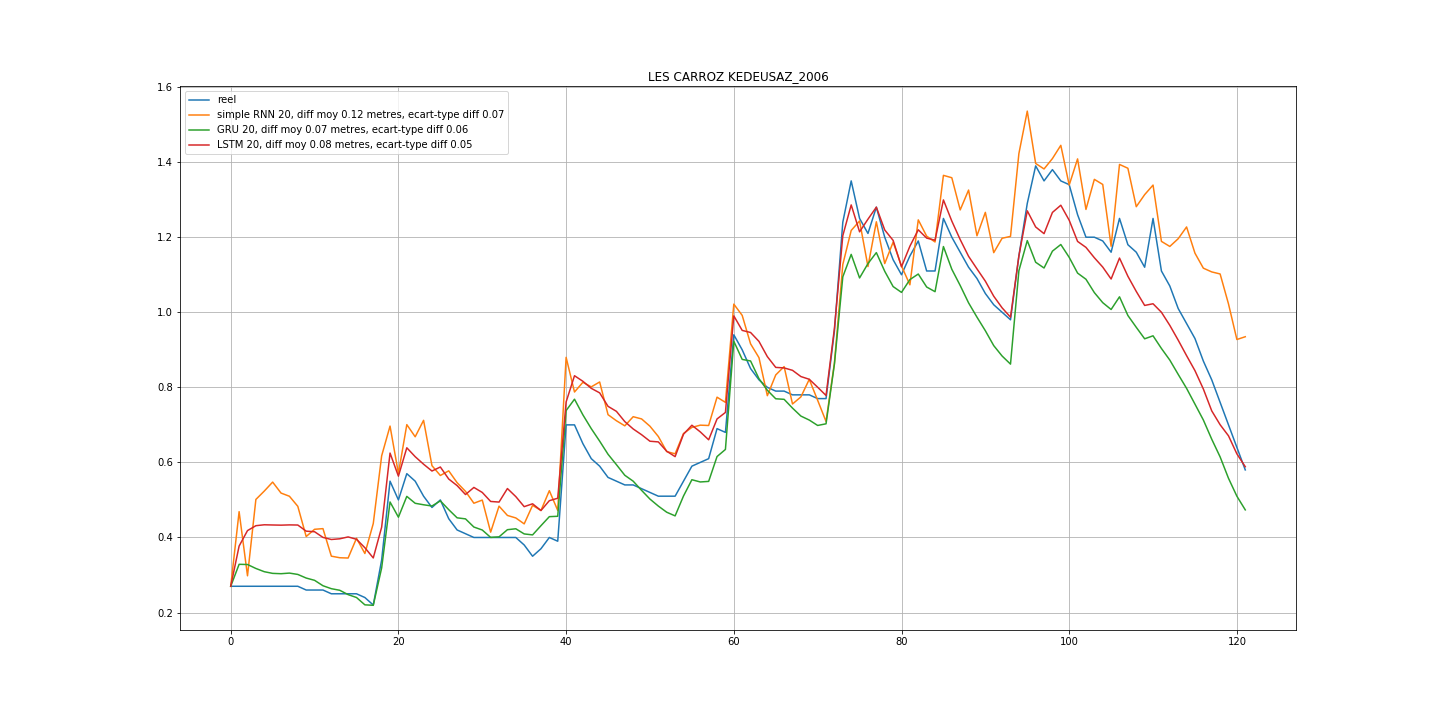 LES CARROZ KEDEUSAZ_2006
reel
simple RNN 20, diff moy 0.12 metres, ecart-type diff 0.07
GRU 20, diff moy 0.07 metres, ecart-type diff 0.06
LSTM 20, diff moy 0.08 metres, ecart-type diff 0.05
1.6
1.4
1.2
1.0
0.8
0.6
0.4
0.2
0 20 40 60 80 100 120